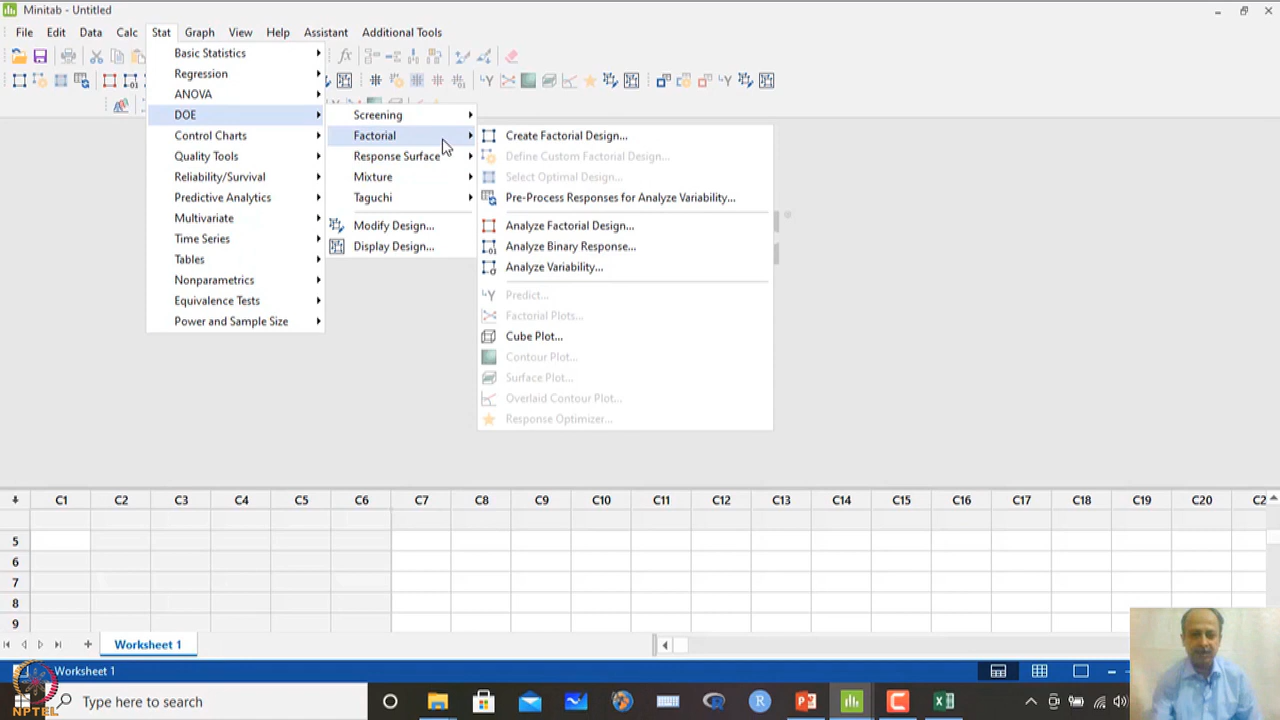 Minitab - Untitled
File Edit Data Calc Stat Graph View Help Assistant Additional Tools
Basic Statistics
Regression
ANOVA
DOE
Control Charts
Quality Tools
Reliability/Survival
Predictive Analytics
Multivariate
Time Series
Tables
Nonparametrics
Equivalence Tests
Power and Sample Size
Screening
Factorial
Response Surface
Mixture
Taguchi
Modify Design...
Display Design...
Create Factorial Design...
Define Custom Factorial Design...
Select Optimal Design...
Pre-Process Responses for Analyze Variability...
Analyze Factorial Design...
Analyze Binary Response...
Analyze Variability...
Predict...
Factorial Plots...
Cube Plot...
Contour Plot...
Surface Plot...
Overlaid Contour Plot...
Response Optimizer...
C1 C2 C3 C4 C5 C6 C7 C8 C9 C10 C11 C12 C13 C14 C15 C16 C17 C18 C19 C20 C2
5
6
7
8
9
Worksheet 1
Worksheet 1
Type here to search
NPTEL